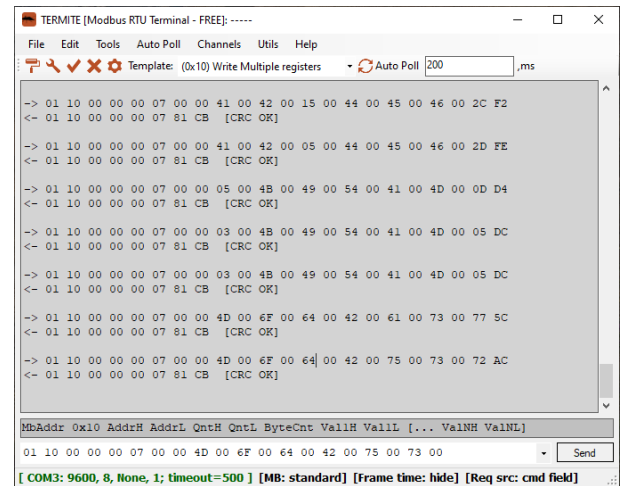 TERMITE [Modbus RTU Terminal - FREE]: -----
File Edit Tools Auto Poll Channels Utils Help
Template: (0x10) Write Multiple registers Auto Poll 200 ,ms
-> 01 10 00 00 00 07 00 00 41 00 42 00 15 00 44 00 45 00 46 00 2C F2
<- 01 10 00 00 00 07 81 CB [CRC OK]
-> 01 10 00 00 00 07 00 00 41 00 42 00 05 00 44 00 45 00 46 00 2D FE
<- 01 10 00 00 00 07 81 CB [CRC OK]
-> 01 10 00 00 00 07 00 00 05 00 4B 00 49 00 54 00 41 00 4D 00 0D D4
<- 01 10 00 00 00 07 81 CB [CRC OK]
-> 01 10 00 00 00 07 00 00 03 00 4B 00 49 00 54 00 41 00 4D 00 05 DC
<- 01 10 00 00 00 07 81 CB [CRC OK]
-> 01 10 00 00 00 07 00 00 03 00 4B 00 49 00 54 00 41 00 4D 00 05 DC
<- 01 10 00 00 00 07 81 CB [CRC OK]
-> 01 10 00 00 00 07 00 00 4D 00 6F 00 64 00 42 00 61 00 73 00 77 5C
<- 01 10 00 00 00 07 81 CB [CRC OK]
-> 01 10 00 00 00 07 00 00 4D 00 6F 00 64 00 42 00 75 00 73 00 72 AC
<- 01 10 00 00 00 07 81 CB [CRC OK]
MbAddr 0x10 AddrH AddrL QntH QntL ByteCnt Val1H Val1L [... ValNH ValNL]
01 10 00 00 00 07 00 00 4D 00 6F 00 64 00 42 00 75 00 73 00 Send
[ COM3: 9600, 8, None, 1; timeout=500 ] [MB: standard] [Frame time: hide] [Req src: cmd field]